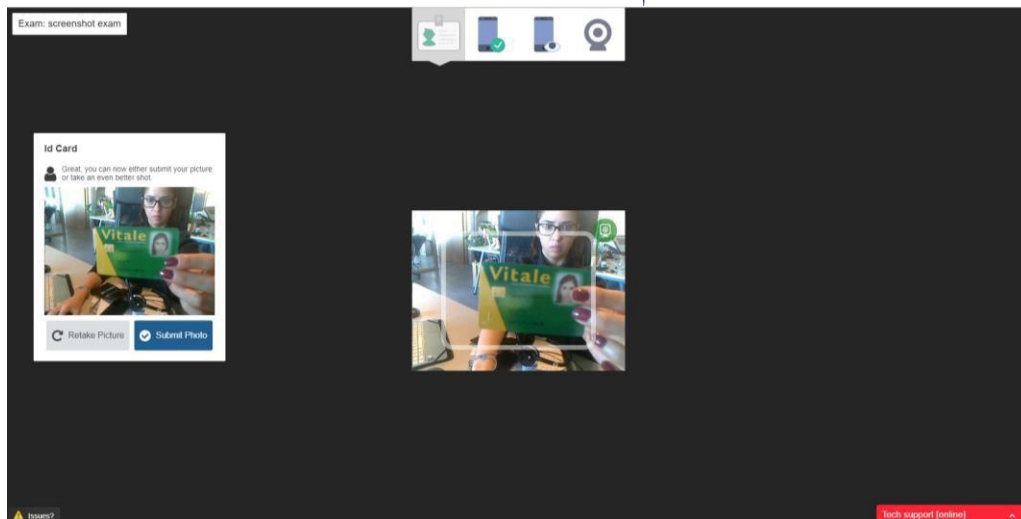 Exam: screenshot exam
Id Card
Great, you can now either submit your picture
or take an even better shot.
Vitale
Retake Picture
Submit Photo
Vitale
Issues?
Tech support [online]